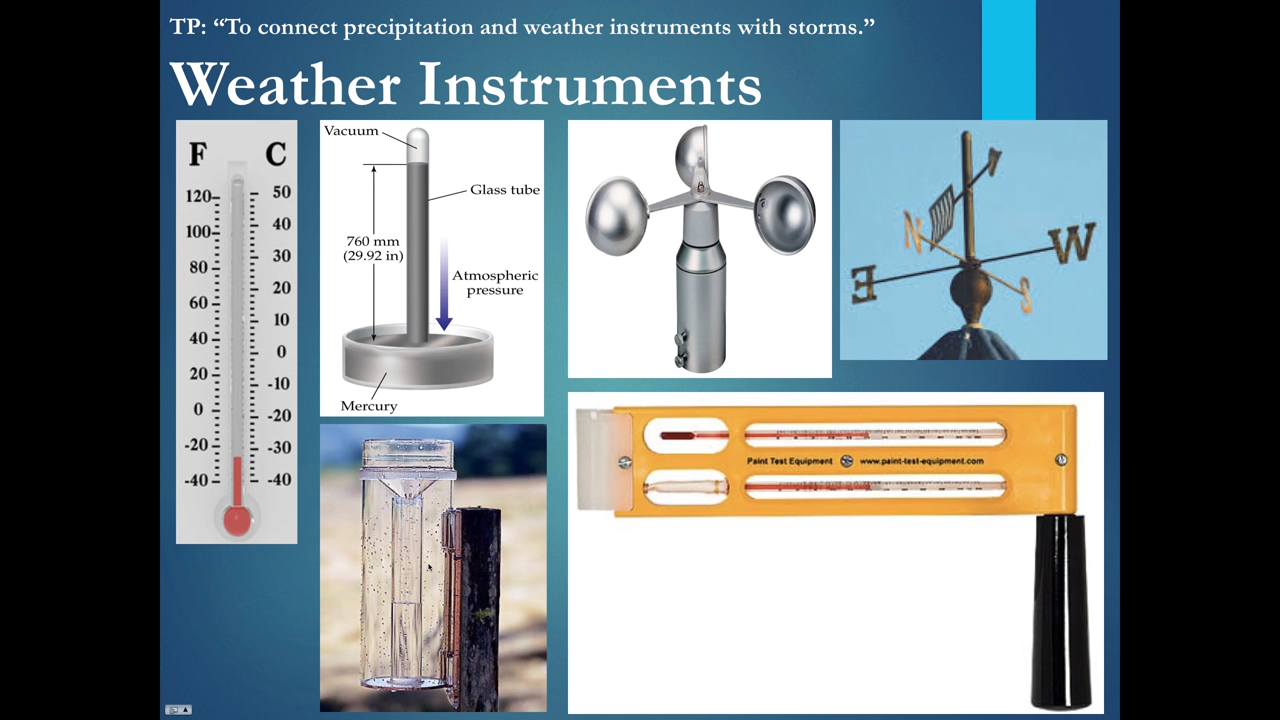 TP: “To connect precipitation and weather instruments with storms.”
Weather Instruments
F C
120 50
100 40
80 30
60 20
40 10
20 0
0 -10
-20 -20
-40 -30
-40
Vacuum
Glass tube
760 mm
(29.92 in)
Atmospheric
pressure
Mercury
N
W
E
S
Paint Test Equipment www.paint-test-equipment.com